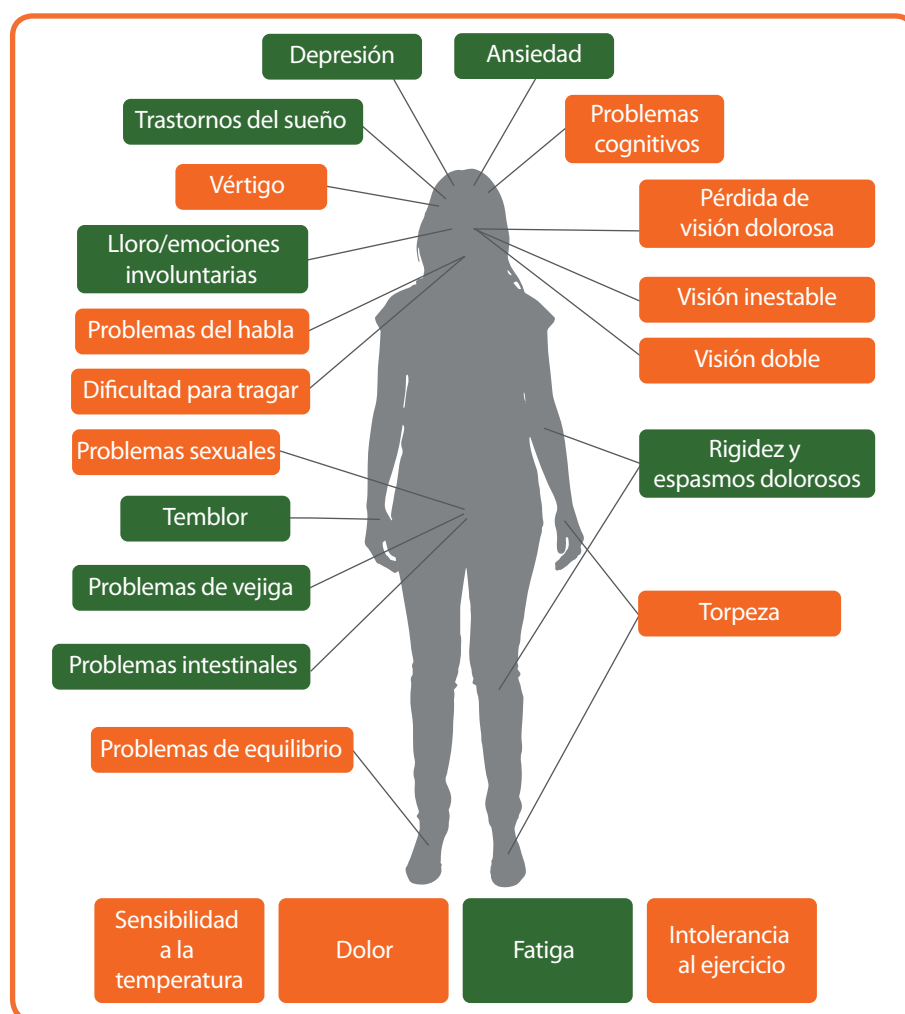 Depresión
Ansiedad
Trastornos del sueño
Problemas
cognitivos
Vértigo
Pérdida de
visión dolorosa
Lloro/emociones
involuntarias
Visión inestable
Problemas del habla
Visión doble
Dificultad para tragar
Problemas sexuales
Rigidez y
espasmos dolorosos
Temblor
Problemas de vejiga
Torpeza
Problemas intestinales
Problemas de equilibrio
Sensibilidad
a la
temperatura
Dolor
Fatiga
Intolerancia
al ejercicio